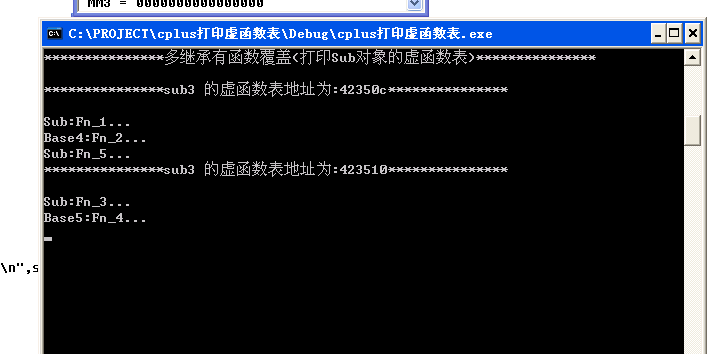 MM3 = 0000000000000000
C:\PROJECT\cplus打印虚函数表\Debug\cplus打印虚函数表.exe
***************多继承有函数覆盖(打印Sub对象的虚函数表)***************
***************sub3 的虚函数表地址为:42350c***************
Sub:Fn_1...
Base4:Fn_2...
Sub:Fn_5...
***************sub3 的虚函数表地址为:423510***************
Sub:Fn_3...
Base5:Fn_4...
\n",s